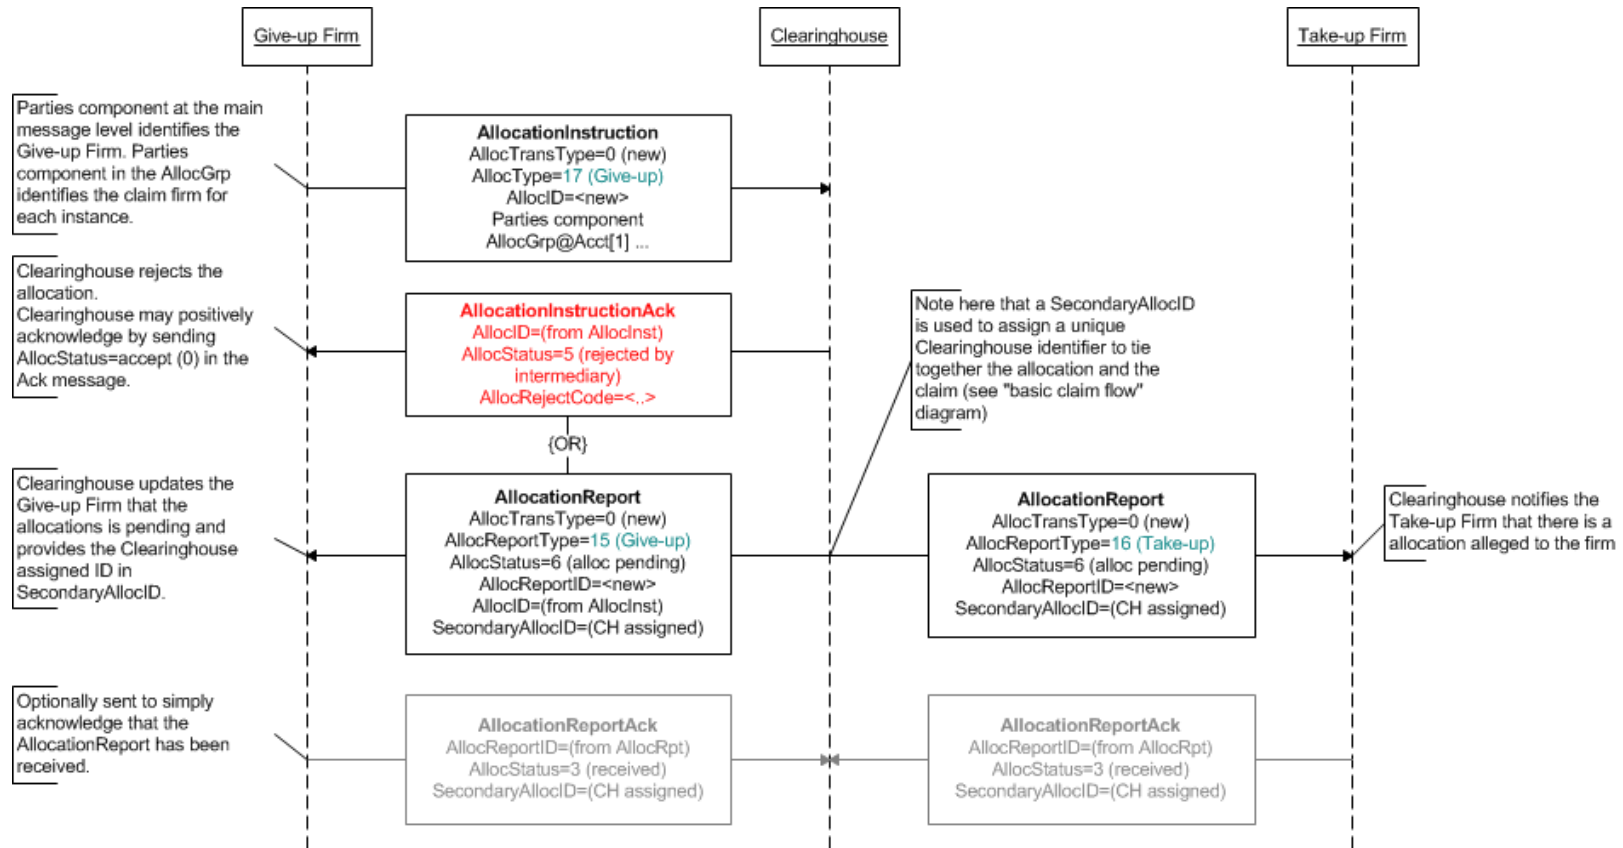 Give-up Firm
Clearinghouse
Take-up Firm
Parties component at the main
message level identifies the
Give-up Firm. Parties
component in the AllocGrp
identifies the claim firm for
each instance.
AllocationInstruction
AllocTransType=0 (new)
AllocType=17 (Give-up)
AllocID=<new>
Parties component
AllocGrp@Acct[1] ...
Clearinghouse rejects the
allocation.
Clearinghouse may positively
acknowledge by sending
AllocStatus=accept (0) in the
Ack message.
AllocationInstructionAck
AllocID=(from AllocInst)
AllocStatus=5 (rejected by
intermediary)
AllocRejectCode=<..>
Note here that a SecondaryAllocID
is used to assign a unique
Clearinghouse identifier to tie
together the allocation and the
claim (see "basic claim flow"
diagram)
{OR}
Clearinghouse updates the
Give-up Firm that the
allocations is pending and
provides the Clearinghouse
assigned ID in
SecondaryAllocID.
AllocationReport
AllocTransType=0 (new)
AllocReportType=15 (Give-up)
AllocStatus=6 (alloc pending)
AllocReportID=<new>
AllocID=(from AllocInst)
SecondaryAllocID=(CH assigned)
AllocationReport
AllocTransType=0 (new)
AllocReportType=16 (Take-up)
AllocStatus=6 (alloc pending)
AllocReportID=<new>
SecondaryAllocID=(CH assigned)
Clearinghouse notifies the
Take-up Firm that there is a
allocation alleged to the firm
Optionally sent to simply
acknowledge that the
AllocationReport has been
received.
AllocationReportAck
AllocReportID=(from AllocRpt)
AllocStatus=3 (received)
SecondaryAllocID=(CH assigned)
AllocationReportAck
AllocReportID=(from AllocRpt)
AllocStatus=3 (received)
SecondaryAllocID=(CH assigned)